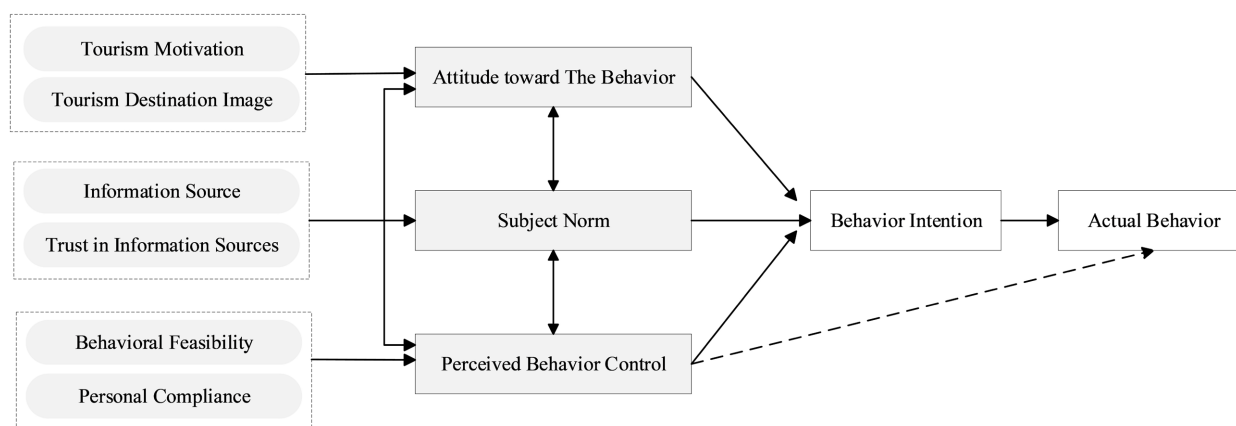 Tourism Motivation
Tourism Destination Image
Information Source
Trust in Information Sources
Behavioral Feasibility
Personal Compliance
Attitude toward The Behavior
Subject Norm
Perceived Behavior Control
Behavior Intention
Actual Behavior